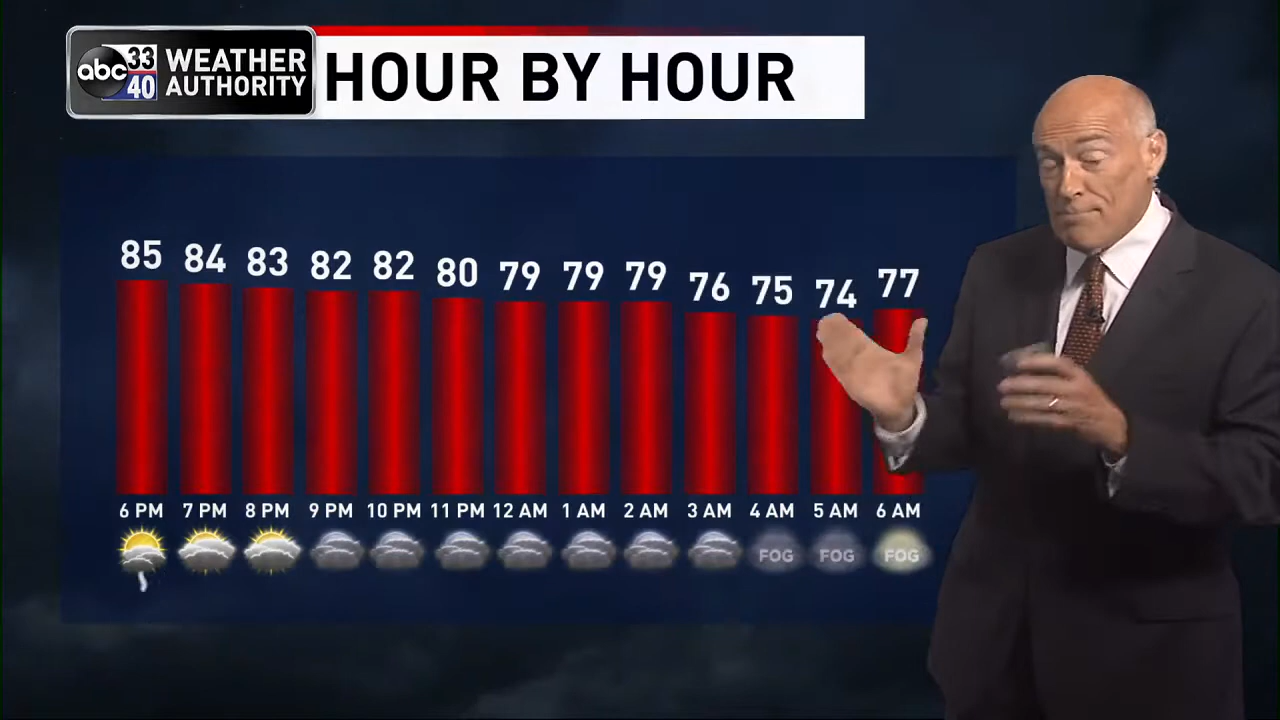 abc 33 40 WEATHER AUTHORITY
HOUR BY HOUR
85 84 83 82 82 80 79 79 79 76 75 74 77
6 PM 7 PM 8 PM 9 PM 10 PM 11 PM 12 AM 1 AM 2 AM 3 AM 4 AM 5 AM 6 AM
FOG FOG FOG